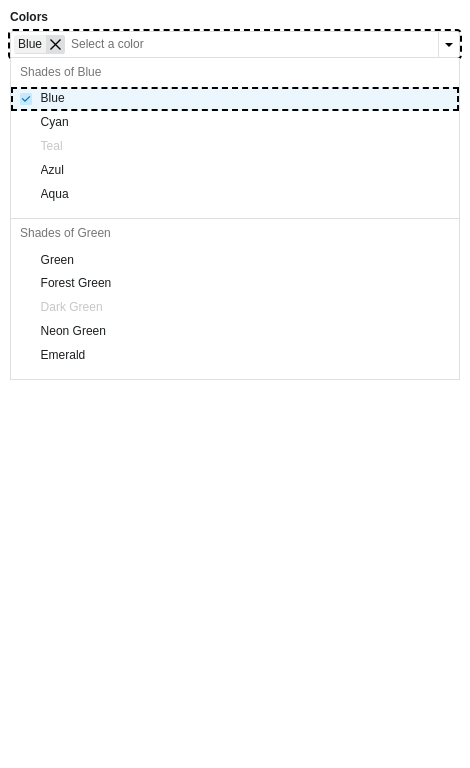 Colors
Blue Select a color
Shades of Blue
Blue
Cyan
Teal
Azul
Aqua
Shades of Green
Green
Forest Green
Dark Green
Neon Green
Emerald